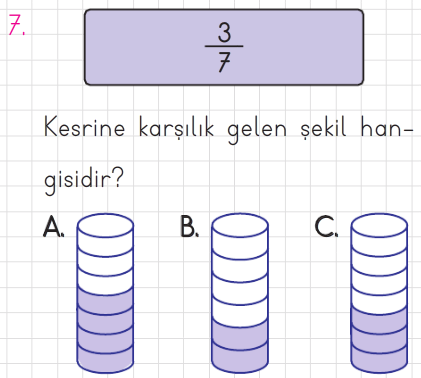 7.
3
7
Kesrine karşılık gelen şekil han-
gisidir?
A. B. C.